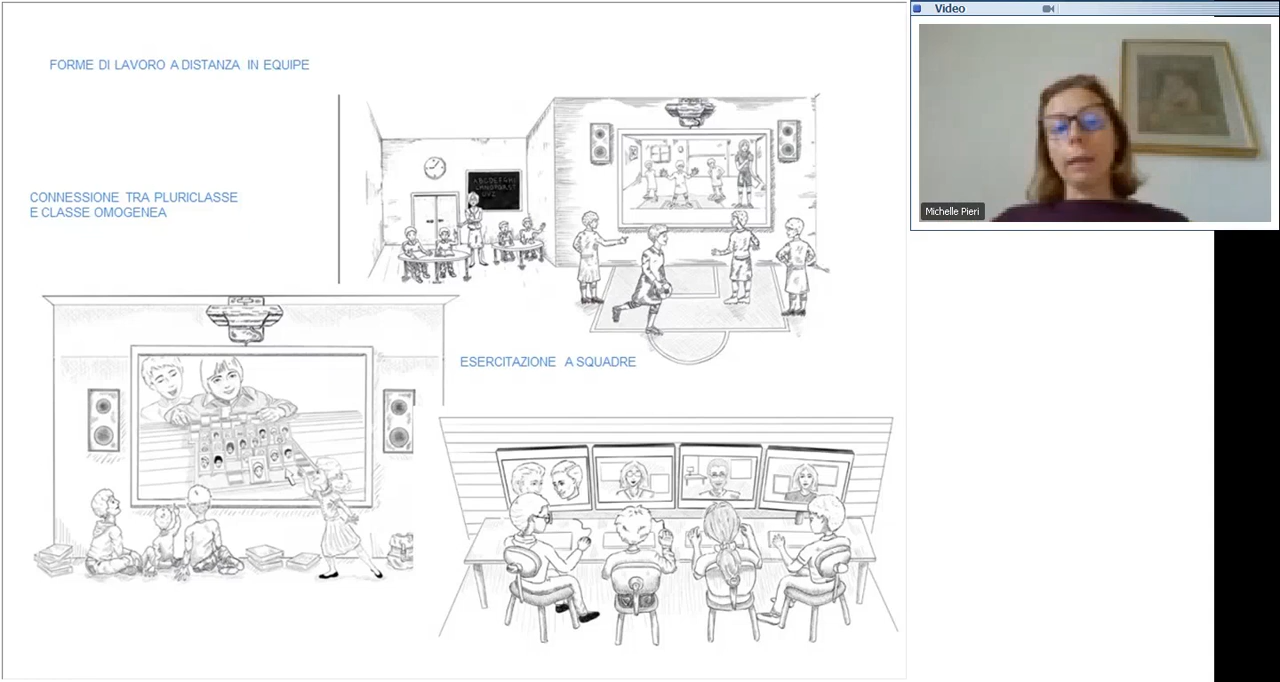 FORME DI LAVORO A DISTANZA IN EQUIPE
CONNESSIONE TRA PLURICLASSE
E CLASSE OMOGENEA
ESERCITAZIONE A SQUADRE
Video
Michelle Pieri